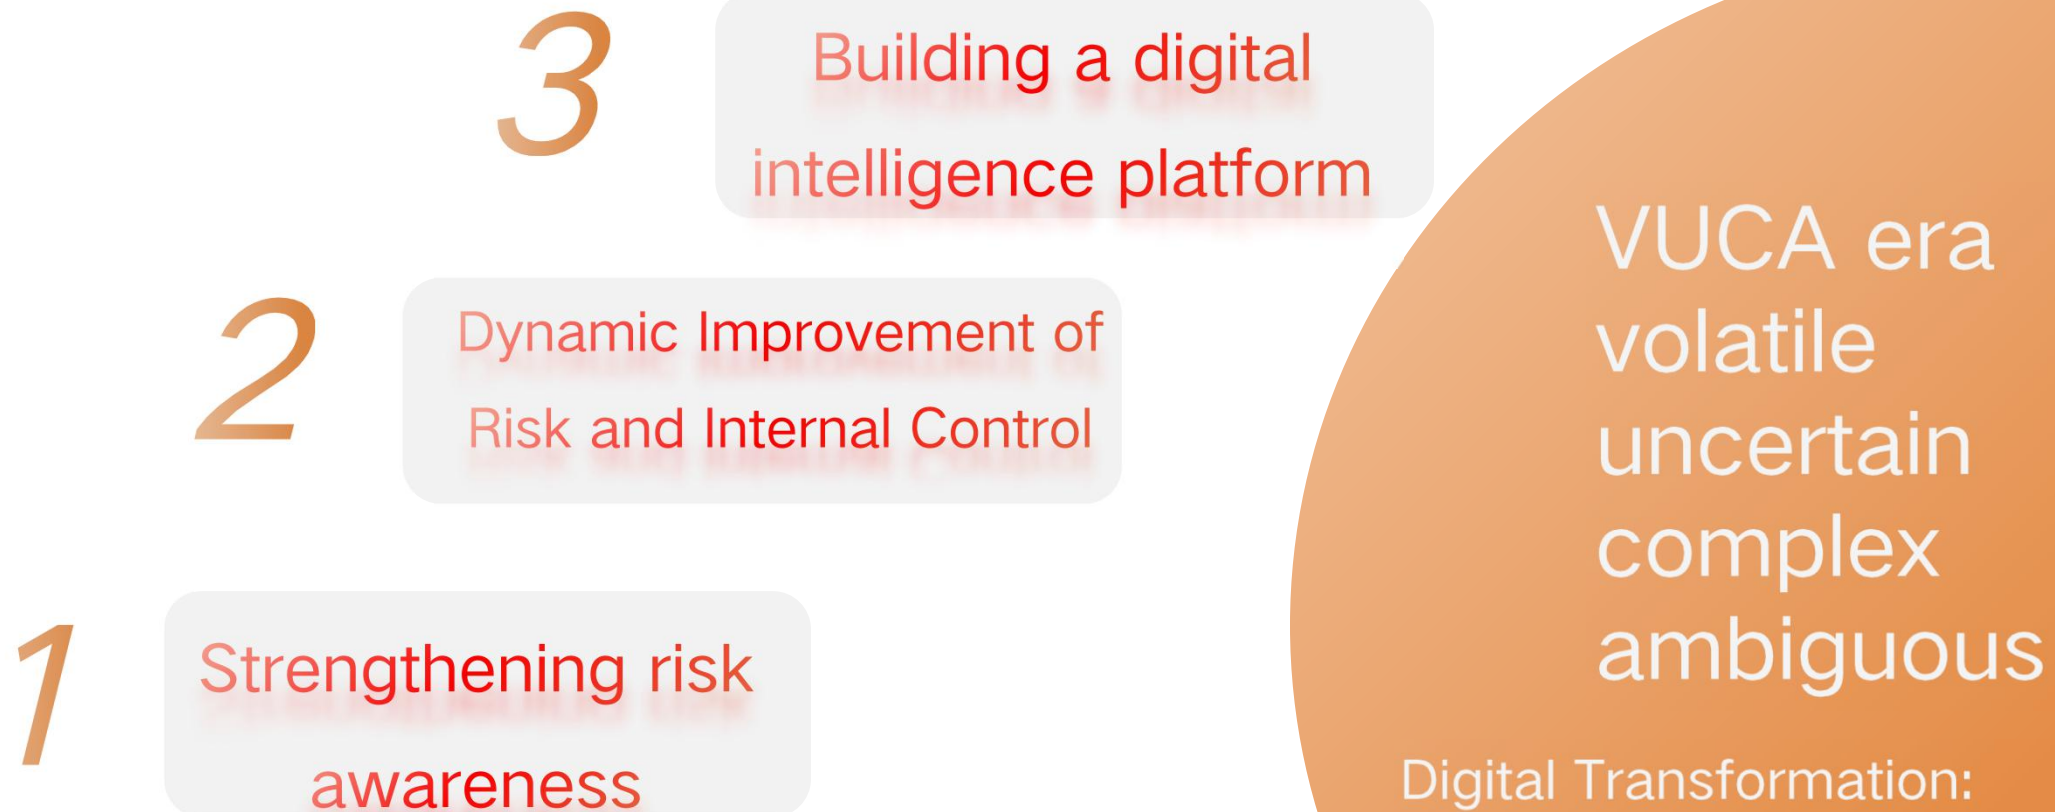 3
Building a digital
intelligence platform
2
Dynamic Improvement of
Risk and Internal Control
1
Strengthening risk
awareness
VUCA era
volatile
uncertain
complex
ambiguous
Digital Transformation: